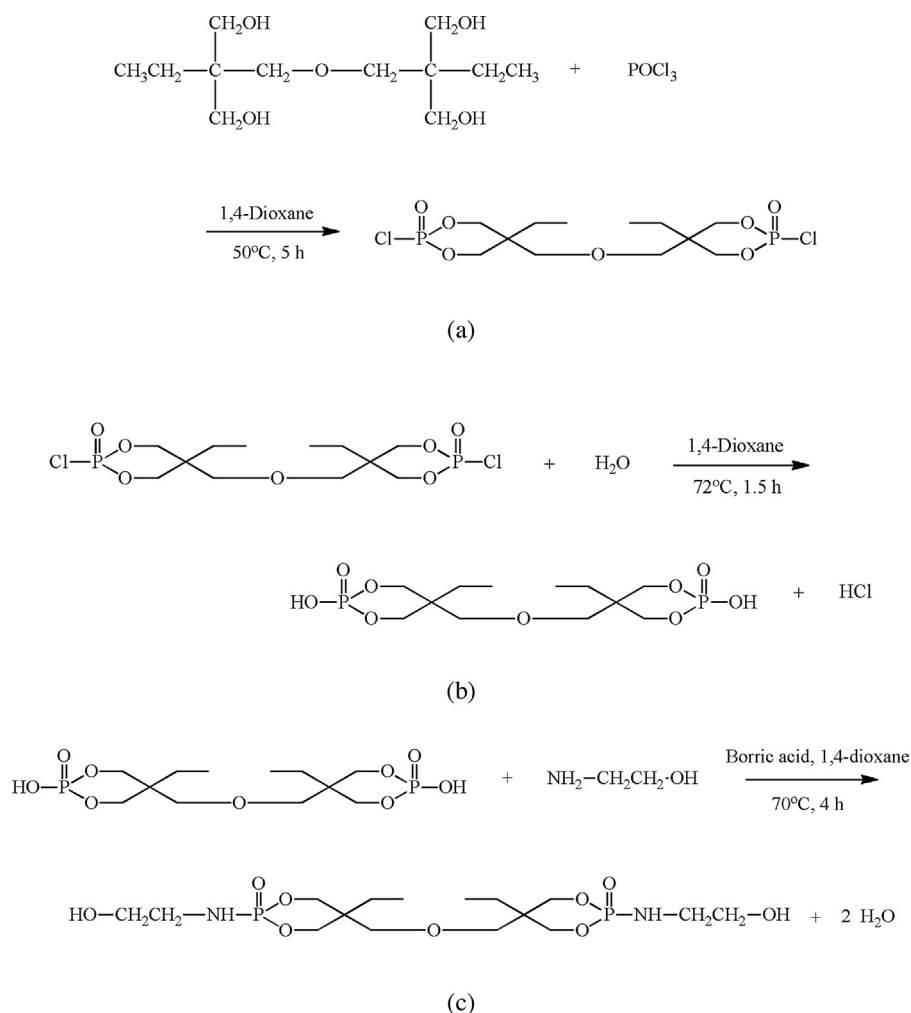 CH₂OH CH₂OH
CH₃CH₂ C CH₂ O CH₂ C CH₂CH₃ + POCl₃
CH₂OH CH₂OH
1,4-Dioxane
50°C, 5 h
O O
Cl P O O P Cl
O O O
(a)
O O
Cl P O O P Cl + H₂O 1,4-Dioxane
O O O 72°C, 1.5 h
O O
HO P O O P OH + HCl
O O O
(b)
O O
HO P O O P OH + NH₂-CH₂CH₂-OH Borric acid, 1,4-dioxane
O O O 70°C, 4 h
O O
HO-CH₂CH₂-NH-P O O P-NH-CH₂CH₂-OH + 2 H₂O
O O O
(c)